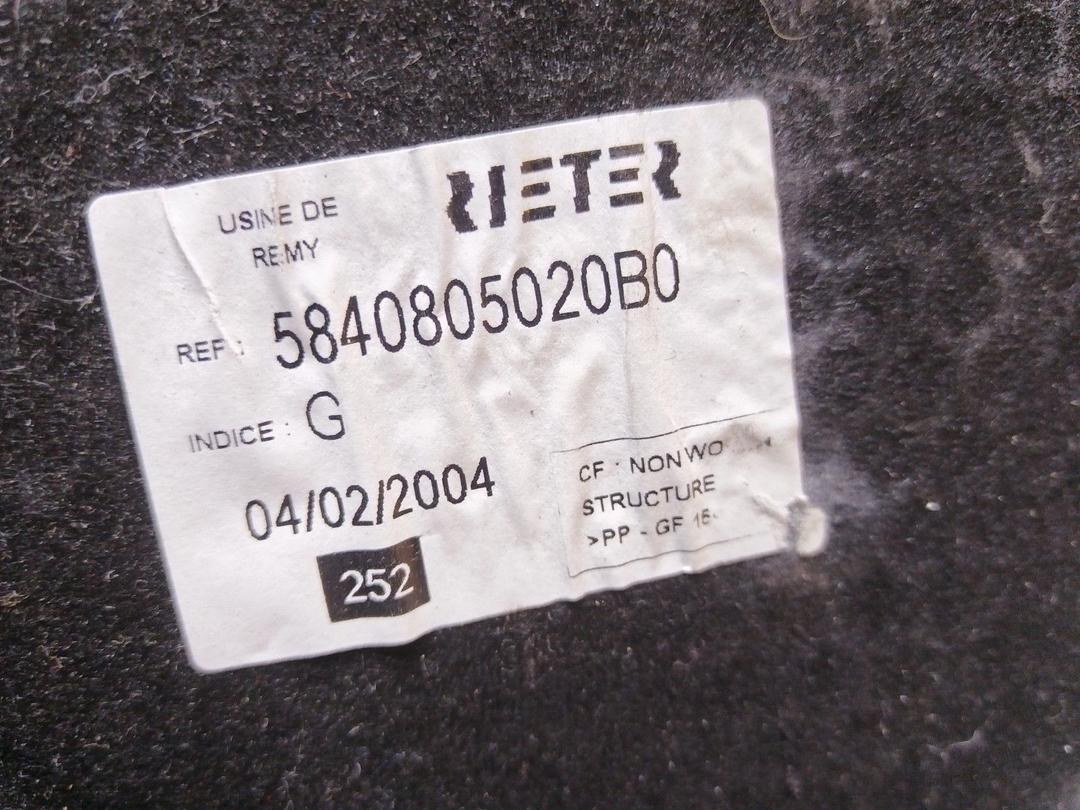 USINE DE
REMY
RIETER
REF : 5840805020B0
INDICE : G
04/02/2004
252
CF : NONWO
STRUCTURE
>PP - GF